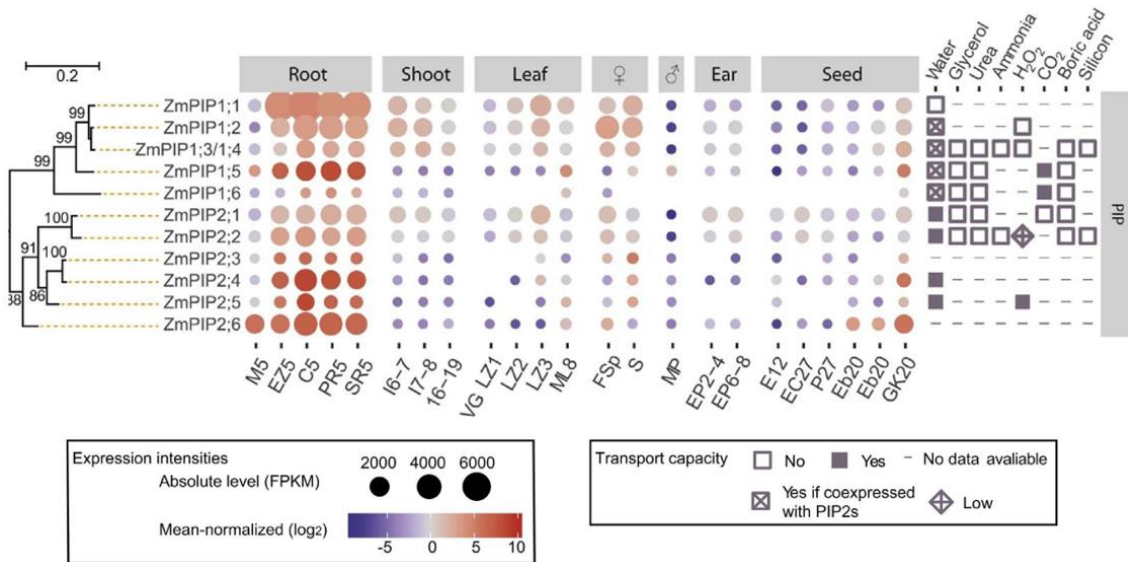 0.2
Root Shoot Leaf ♀ ♂ Ear Seed
Water Glycerol Urea Ammonia H2O2 CO2 Boric acid Silicon
ZmPIP1;1
99 ZmPIP1;2
99 ZmPIP1;3/1;4
99 ZmPIP1;5
ZmPIP1;6
100 ZmPIP2;1
ZmPIP2;2
91 100 ZmPIP2;3
ZmPIP2;4
86 ZmPIP2;5
38 ZmPIP2;6
PIP
M5 EZ5 C5 PR5 SR5 I6-7 I7-8 16-19 VG LZ1 LZ2 LZ3 ML8 FSp S MP EP2-4 EP6-8 E12 EC27 P27 Eb20 Eb20 GK20
Expression intensities
2000 4000 6000
Absolute level (FPKM)
Mean-normalized (log2)
-5 0 5 10
Transport capacity No Yes – No data avaliable
Yes if coexpressed
with PIP2s
Low